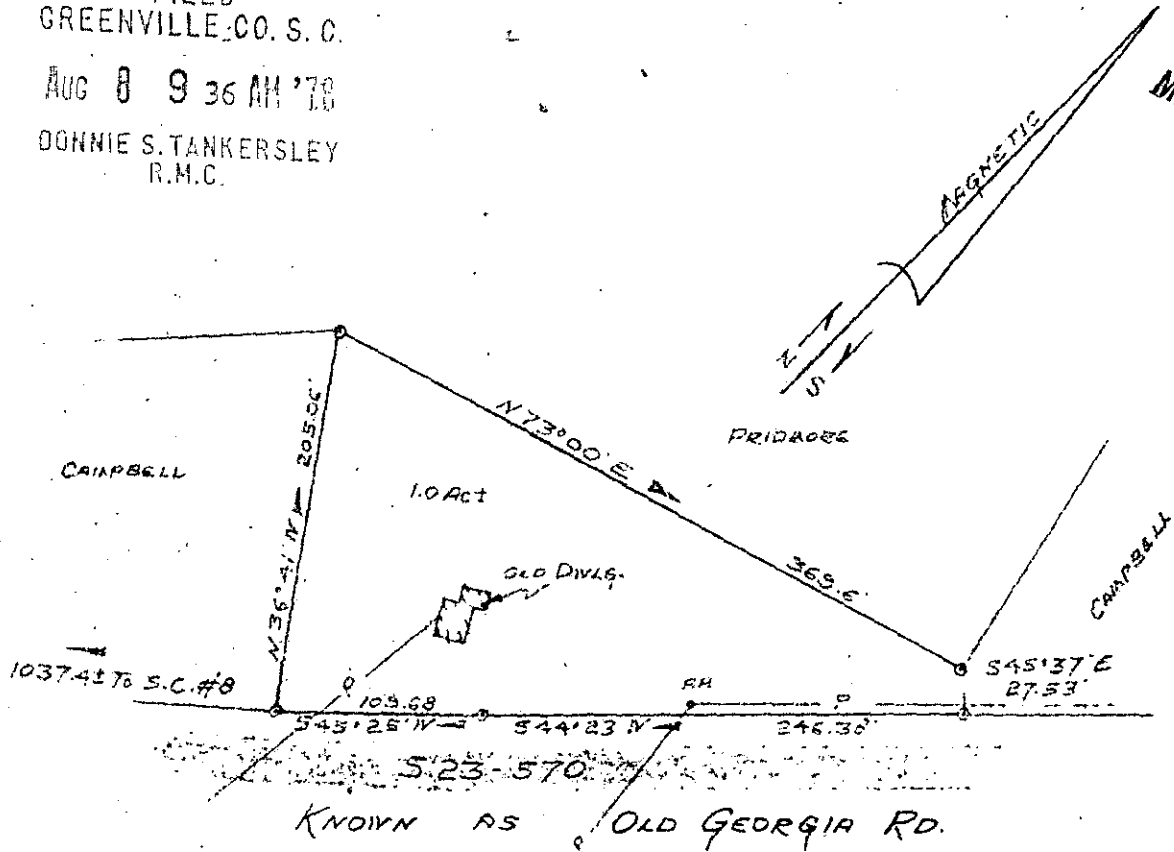 GREENVILLE CO. S. C.
AUG 8 9 36 AM '78
DONNIE S. TANKERSLEY
R.M.C.
MAGNETIC
N
S
PRIDMORE
CAMPBELL
CAMPBELL
1.0 AC±
N 36° 41' W 205.06'
N 73° 00' E
369.6'
OLD DWLG.
1037.4± TO S.C. #8
109.68
S 45° 25' W
S 44° 23 W
246.30'
S 45° 37' E
27.53'
P
P
P
S 23 - 570
KNOWN AS OLD GEORGIA RD.